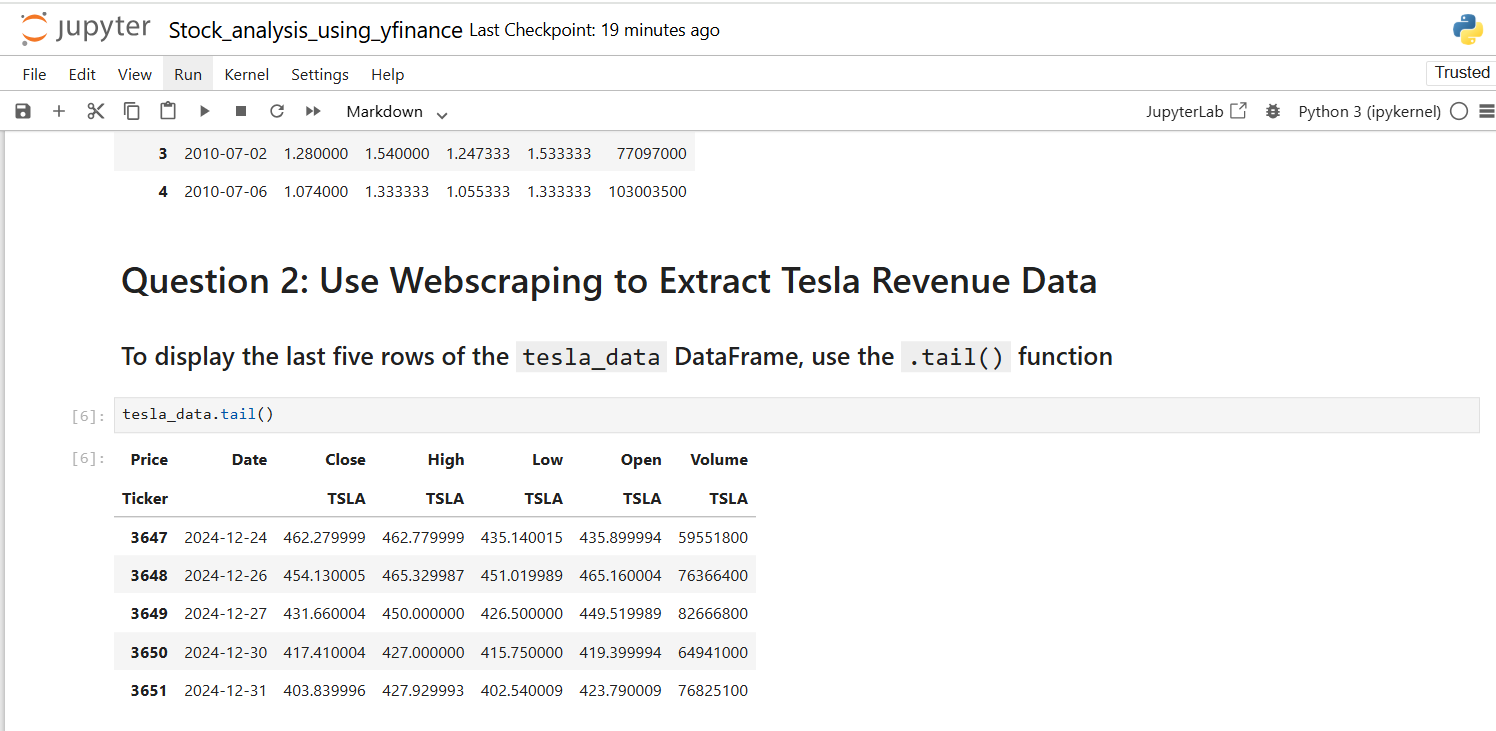 jupyter Stock_analysis_using_yfinance Last Checkpoint: 19 minutes ago
File Edit View Run Kernel Settings Help Trusted
Markdown JupyterLab Python 3 (ipykernel)
3 2010-07-02 1.280000 1.540000 1.247333 1.533333 77097000
4 2010-07-06 1.074000 1.333333 1.055333 1.333333 103003500
Question 2: Use Webscraping to Extract Tesla Revenue Data
To display the last five rows of the tesla_data DataFrame, use the .tail() function
[6]: tesla_data.tail()
[6]: Price Date Close High Low Open Volume
Ticker TSLA TSLA TSLA TSLA TSLA
3647 2024-12-24 462.279999 462.779999 435.140015 435.899994 59551800
3648 2024-12-26 454.130005 465.329987 451.019989 465.160004 76366400
3649 2024-12-27 431.660004 450.000000 426.500000 449.519989 82666800
3650 2024-12-30 417.410004 427.000000 415.750000 419.399994 64941000
3651 2024-12-31 403.839996 427.929993 402.540009 423.790009 76825100